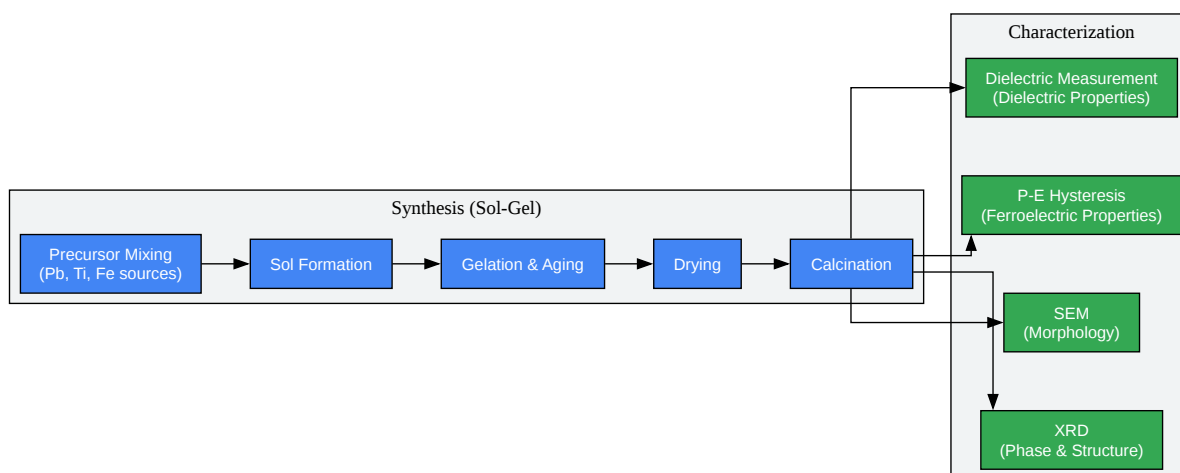 Characterization
Dielectric Measurement
(Dielectric Properties)
P-E Hysteresis
(Ferroelectric Properties)
Synthesis (Sol-Gel)
Precursor Mixing
(Pb, Ti, Fe sources)
Sol Formation
Gelation & Aging
Drying
Calcination
SEM
(Morphology)
XRD
(Phase & Structure)